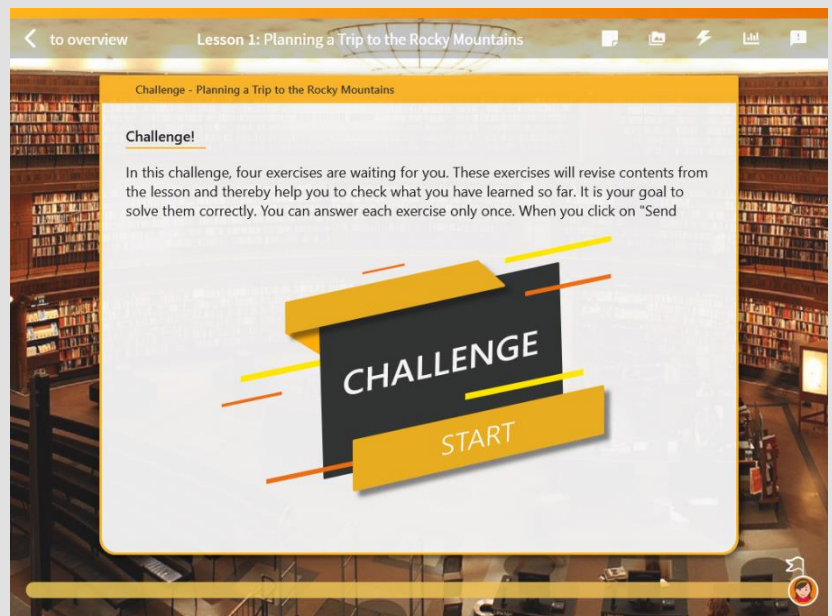 to overview
Lesson 1: Planning a Trip to the Rocky Mountains
Challenge - Planning a Trip to the Rocky Mountains
Challenge!
In this challenge, four exercises are waiting for you. These exercises will revise contents from
the lesson and thereby help you to check what you have learned so far. It is your goal to
solve them correctly. You can answer each exercise only once. When you click on "Send
CHALLENGE
START